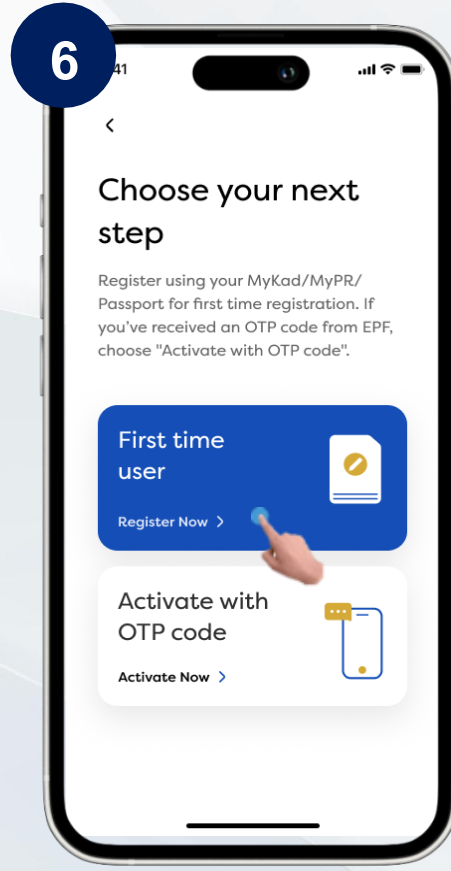 6
41
Choose your next
step
Register using your MyKad/MyPR/
Passport for first time registration. If
you've received an OTP code from EPF,
choose "Activate with OTP code".
First time
user
Register Now >
Activate with
OTP code
Activate Now >